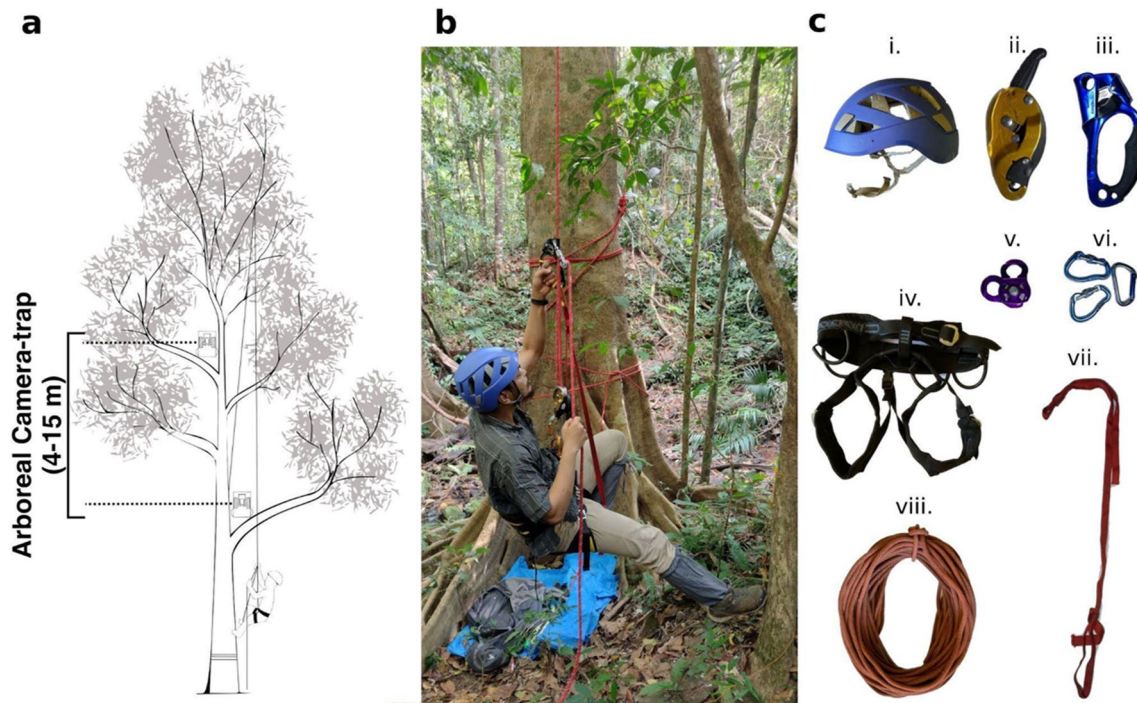 a
b
c
i.
ii.
iii.
iv.
v.
vi.
vii.
viii.
Arboreal Camera-trap
(4-15 m)